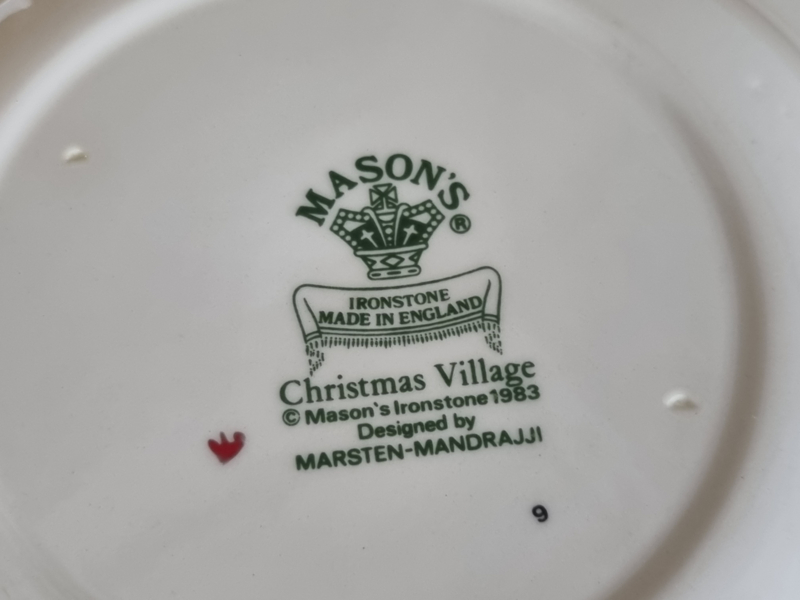 MASON'S ®
IRONSTONE
MADE IN ENGLAND
Christmas Village
© Mason's Ironstone 1983
Designed by
MARSTEN-MANDRAJJI
9